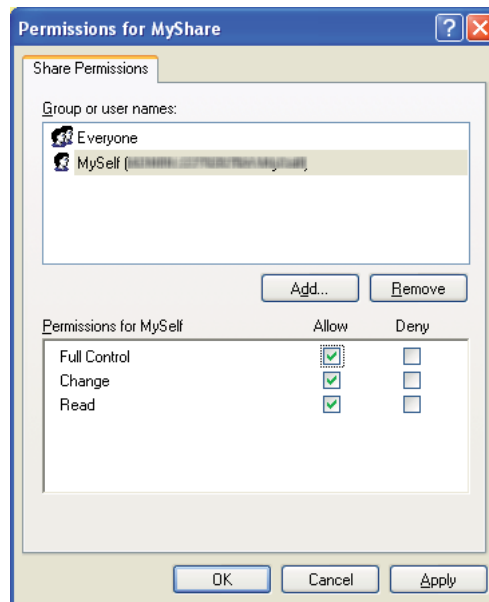 Permissions for MyShare
Share Permissions
Group or user names:
Everyone
MySelf (
Add... Remove
Permissions for MySelf Allow Deny
Full Control
Change
Read
OK Cancel Apply